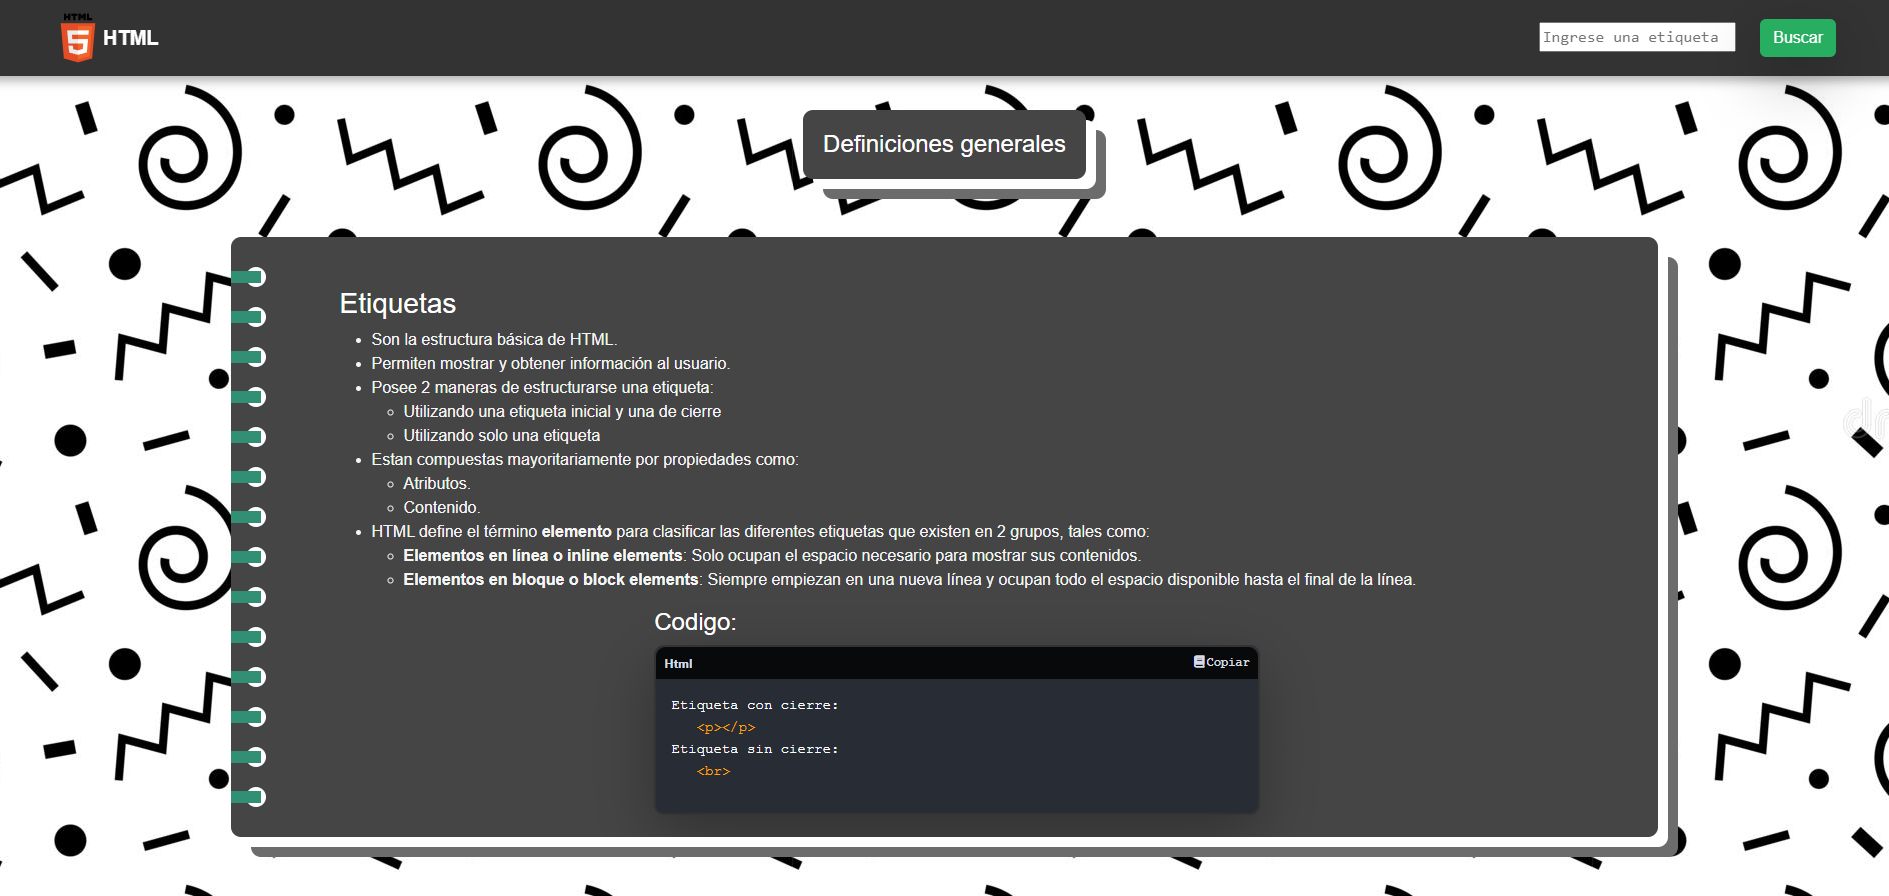 HTML
HTML
Ingrese una etiqueta
Buscar
Definiciones generales
Etiquetas
Son la estructura básica de HTML.
Permiten mostrar y obtener información al usuario.
Posee 2 maneras de estructurarse una etiqueta:
Utilizando una etiqueta inicial y una de cierre
Utilizando solo una etiqueta
Estan compuestas mayoritariamente por propiedades como:
Atributos.
Contenido.
HTML define el término elemento para clasificar las diferentes etiquetas que existen en 2 grupos, tales como:
Elementos en línea o inline elements: Solo ocupan el espacio necesario para mostrar sus contenidos.
Elementos en bloque o block elements: Siempre empiezan en una nueva línea y ocupan todo el espacio disponible hasta el final de la línea.
Codigo:
Html
Copiar
Etiqueta con cierre:
<p></p>
Etiqueta sin cierre:
<br>